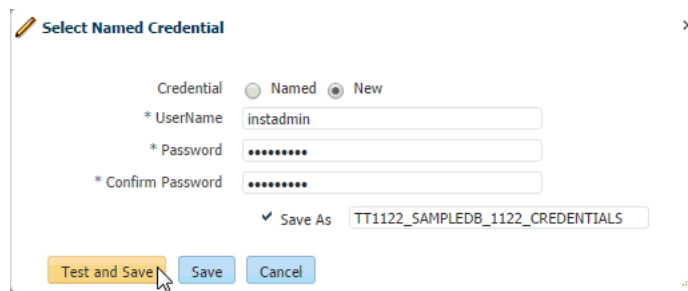 Select Named Credential
Credential Named New
* UserName instadmin
* Password •••••••••
* Confirm Password •••••••••
Save As TT1122_SAMPLEDB_1122_CREDENTIALS
Test and Save Save Cancel